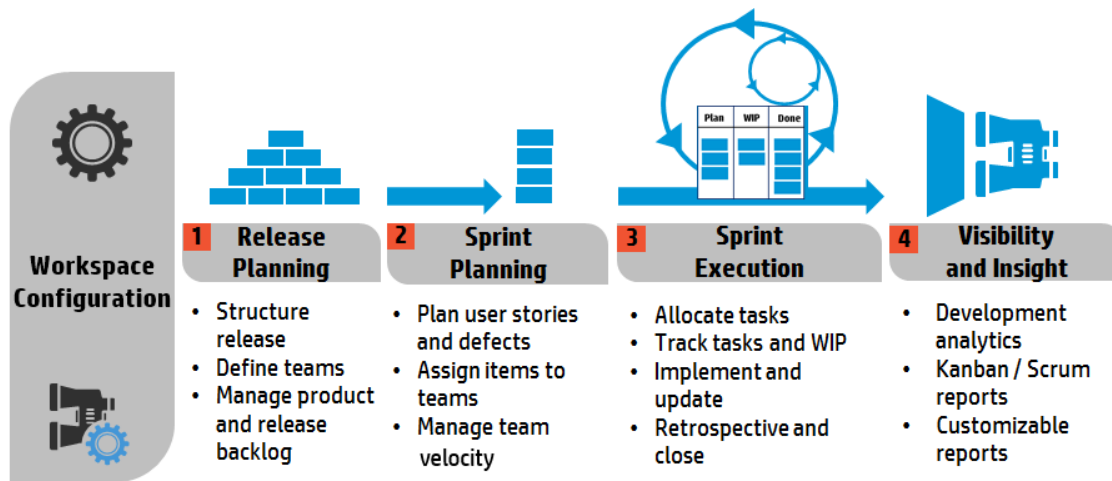 Workspace
Configuration
Plan WIP Done
1 Release
Planning
• Structure
release
• Define teams
• Manage product
and release
backlog
2 Sprint
Planning
• Plan user stories
and defects
• Assign items to
teams
• Manage team
velocity
3 Sprint
Execution
• Allocate tasks
• Track tasks and WIP
• Implement and
update
• Retrospective and
close
4 Visibility
and Insight
• Development
analytics
• Kanban / Scrum
reports
• Customizable
reports